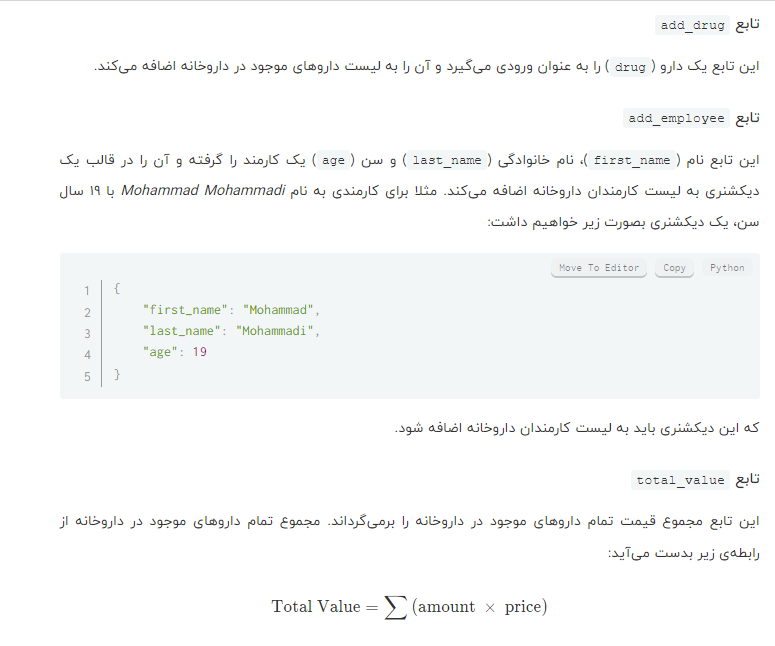 تابع add_drug
این تابع یک دارو (drug) را به عنوان ورودی می‌گیرد و آن را به لیست داروهای موجود در داروخانه اضافه می‌کند.
تابع add_employee
این تابع نام (first_name)، نام خانوادگی (last_name) و سن (age) یک کارمند را گرفته و آن را در قالب یک
دیکشنری به لیست کارمندان داروخانه اضافه می‌کند. مثلا برای کارمندی به نام Mohammad Mohammadi با ۱۹ سال
سن، یک دیکشنری بصورت زیر خواهیم داشت:
Move To Editor Copy Python
1 {
2 "first_name": "Mohammad",
3 "last_name": "Mohammadi",
4 "age": 19
5 }
که این دیکشنری باید به لیست کارمندان داروخانه اضافه شود.
تابع total_value
این تابع مجموع قیمت تمام داروهای موجود در داروخانه را برمی‌گرداند. مجموع تمام داروهای موجود در داروخانه از
رابطه‌ی زیر بدست می‌آید:
Total Value = ∑ (amount × price)